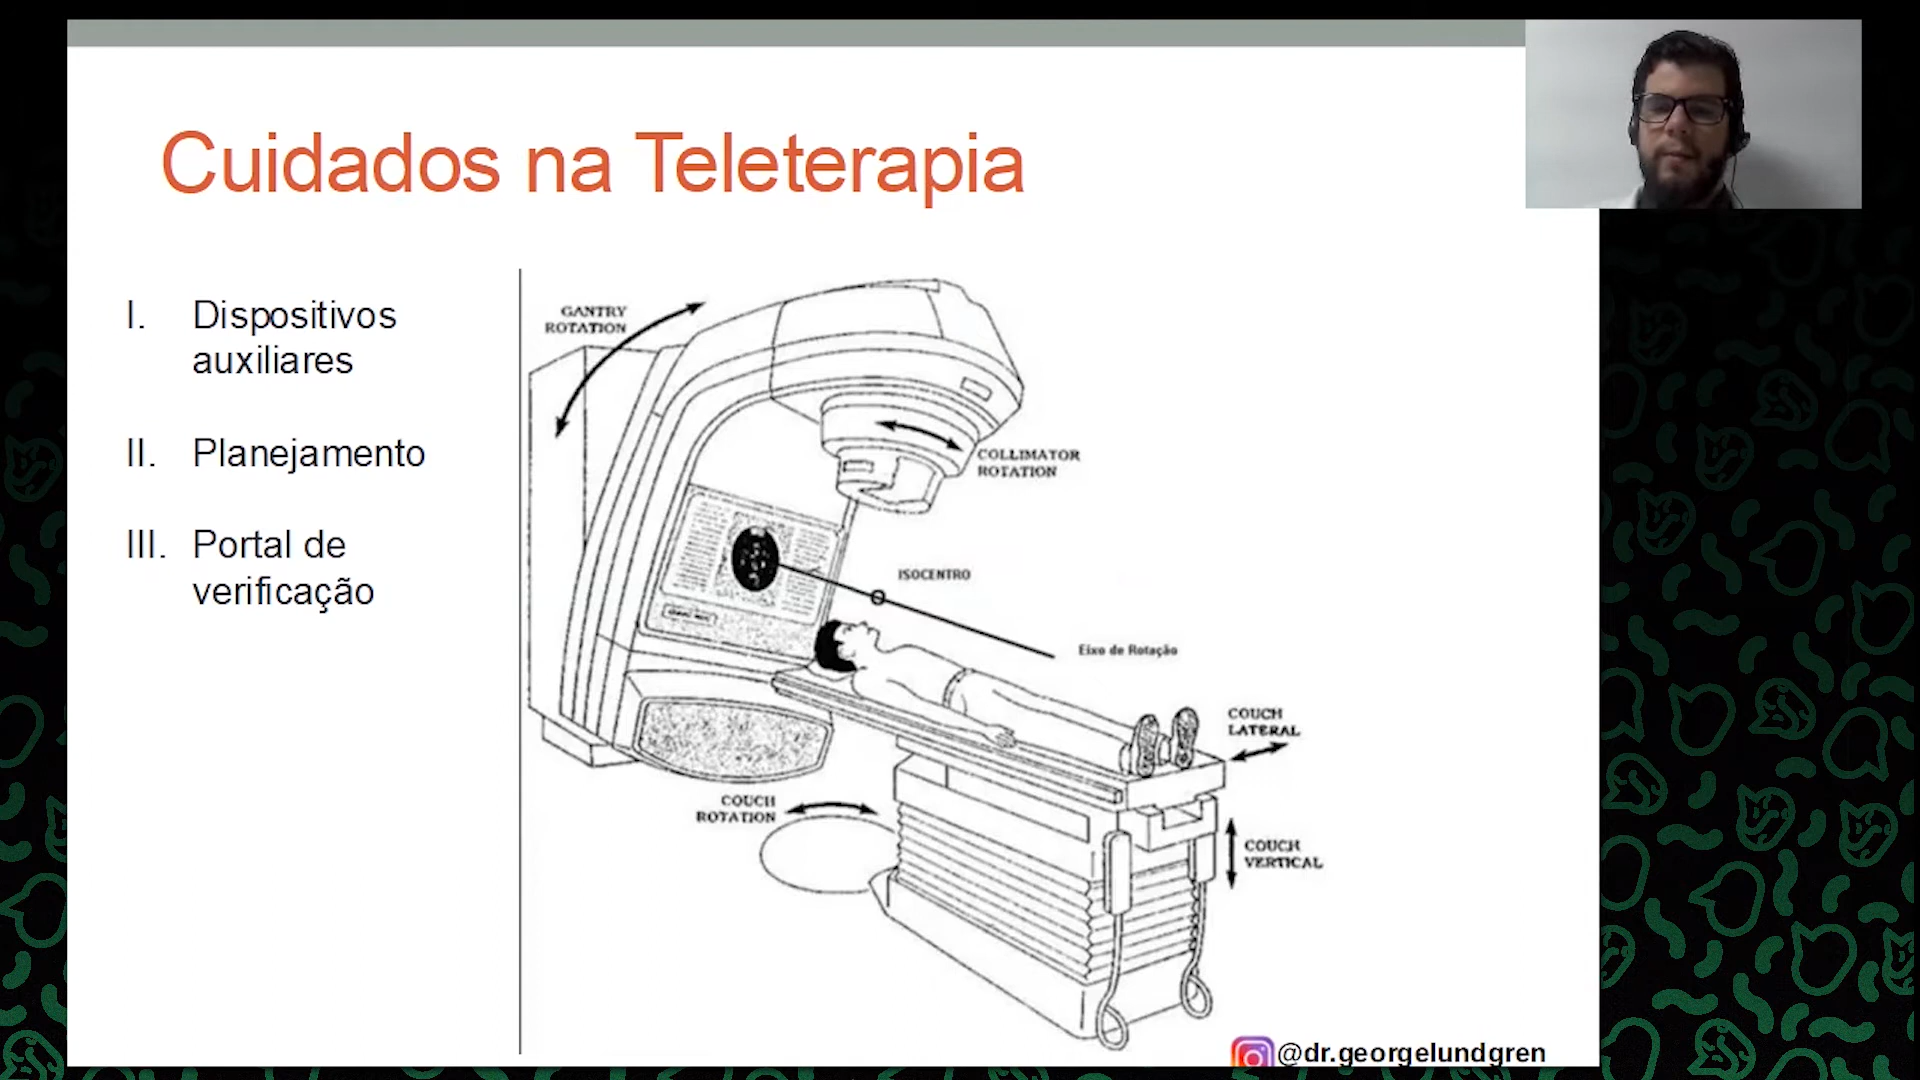 Cuidados na Teleterapia
I. Dispositivos
auxiliares
II. Planejamento
III. Portal de
verificação
GANTRY
ROTATION
COLLIMATOR
ROTATION
ISOCENTRO
Eixo de Rotação
COUCH
LATERAL
COUCH
ROTATION
COUCH
VERTICAL
@dr.georgelundgren